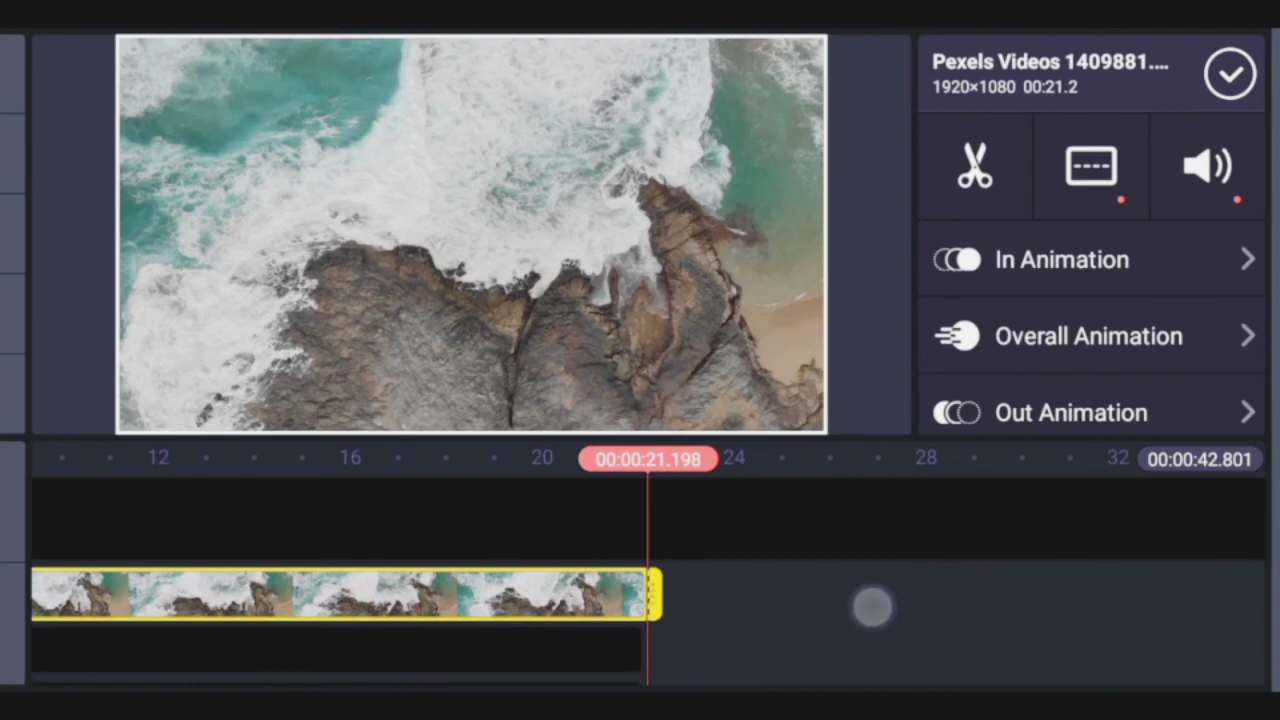 Pexels Videos 1409881....
1920×1080 00:21.2
In Animation
Overall Animation
Out Animation
12 16 20 00:00:21.198 24 28 32 00:00:42.801